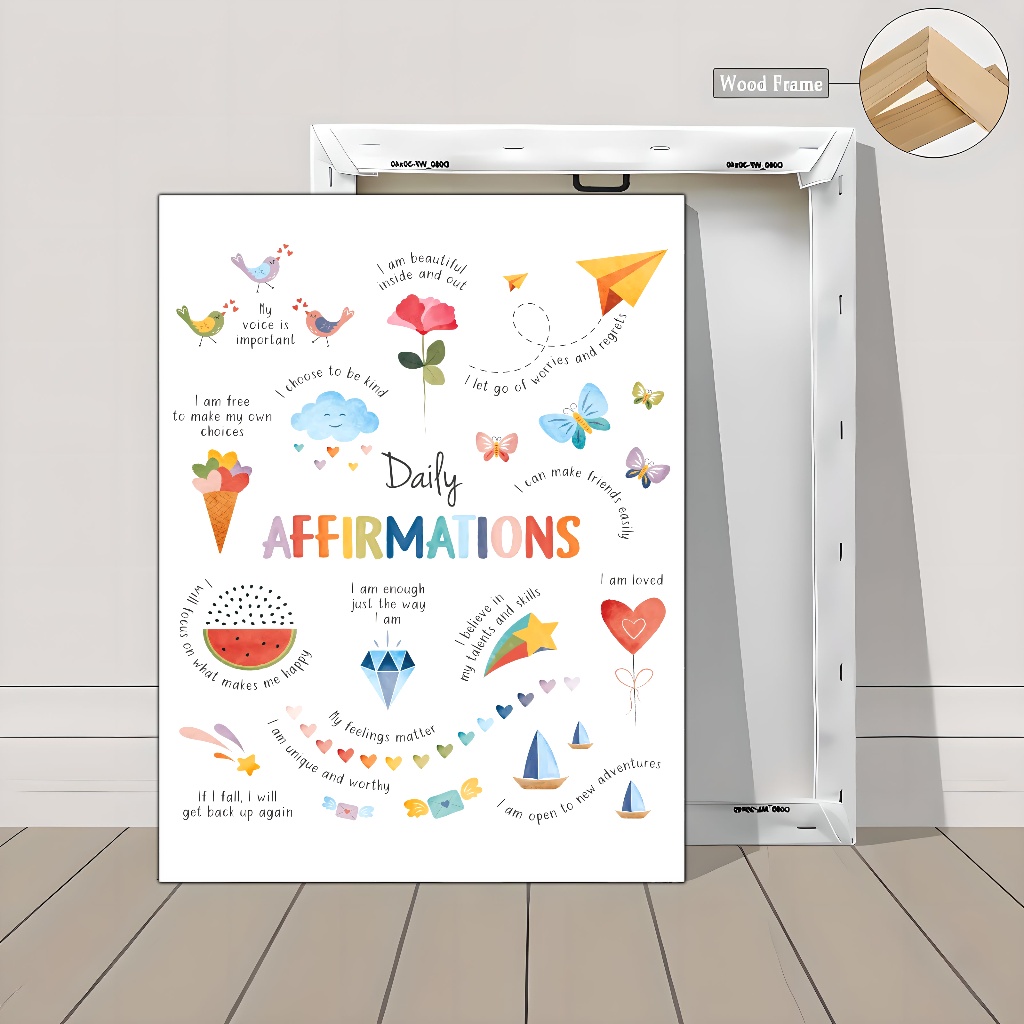 Wood Frame
My
voice is
important
I am beautiful
inside and out
I let go of worries and regrets
I choose to be kind
I am free
to make my own
choices
I can make friends easily
Daily
AFFIRMATIONS
I will focus on what makes me happy
I am enough
just the way
I am
I believe in
my talents and skills
I am loved
My feelings matter
I am unique and worthy
If I fall, I will
get back up again
I am open to new adventures